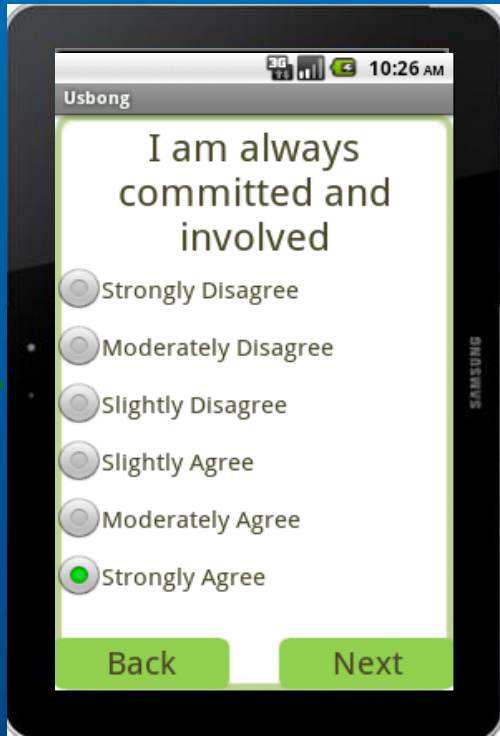 3G 10:26 AM
Usbong
I am always
committed and
involved
Strongly Disagree
Moderately Disagree
Slightly Disagree
Slightly Agree
Moderately Agree
Strongly Agree
Back Next
SAMSUNG